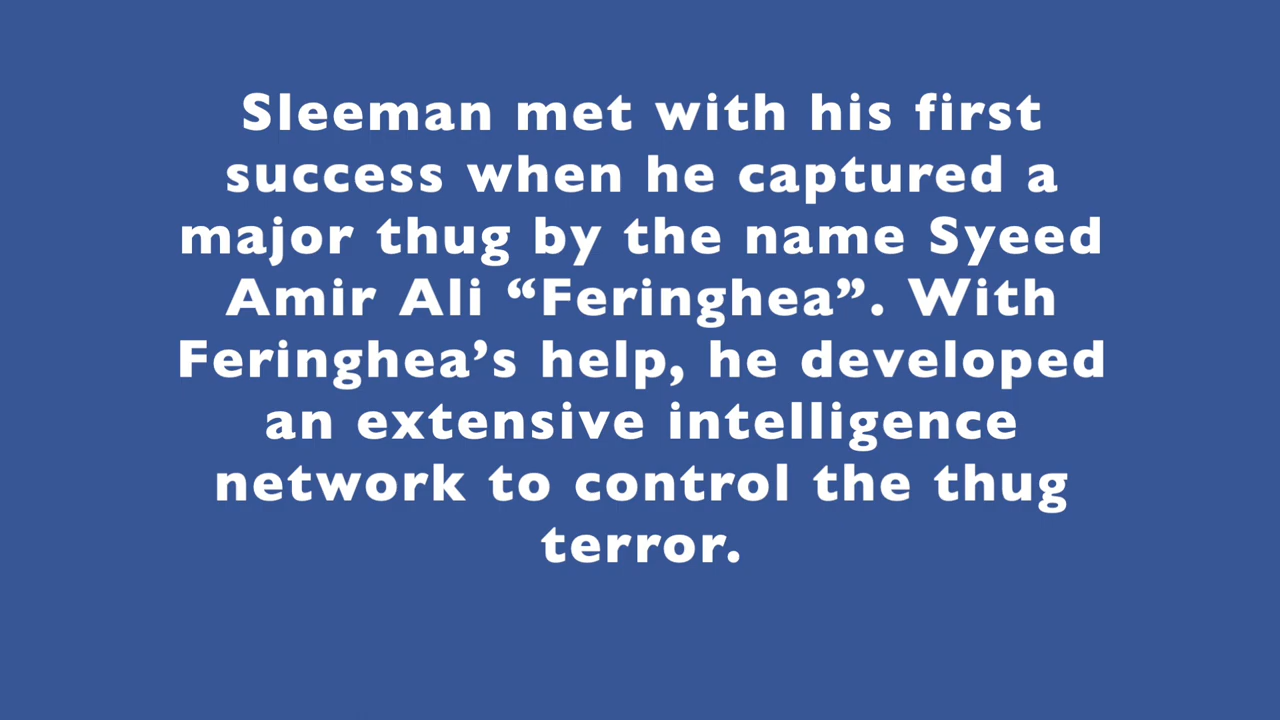 Sleeman met with his first
success when he captured a
major thug by the name Syeed
Amir Ali “Feringhea”. With
Feringhea’s help, he developed
an extensive intelligence
network to control the thug
terror.